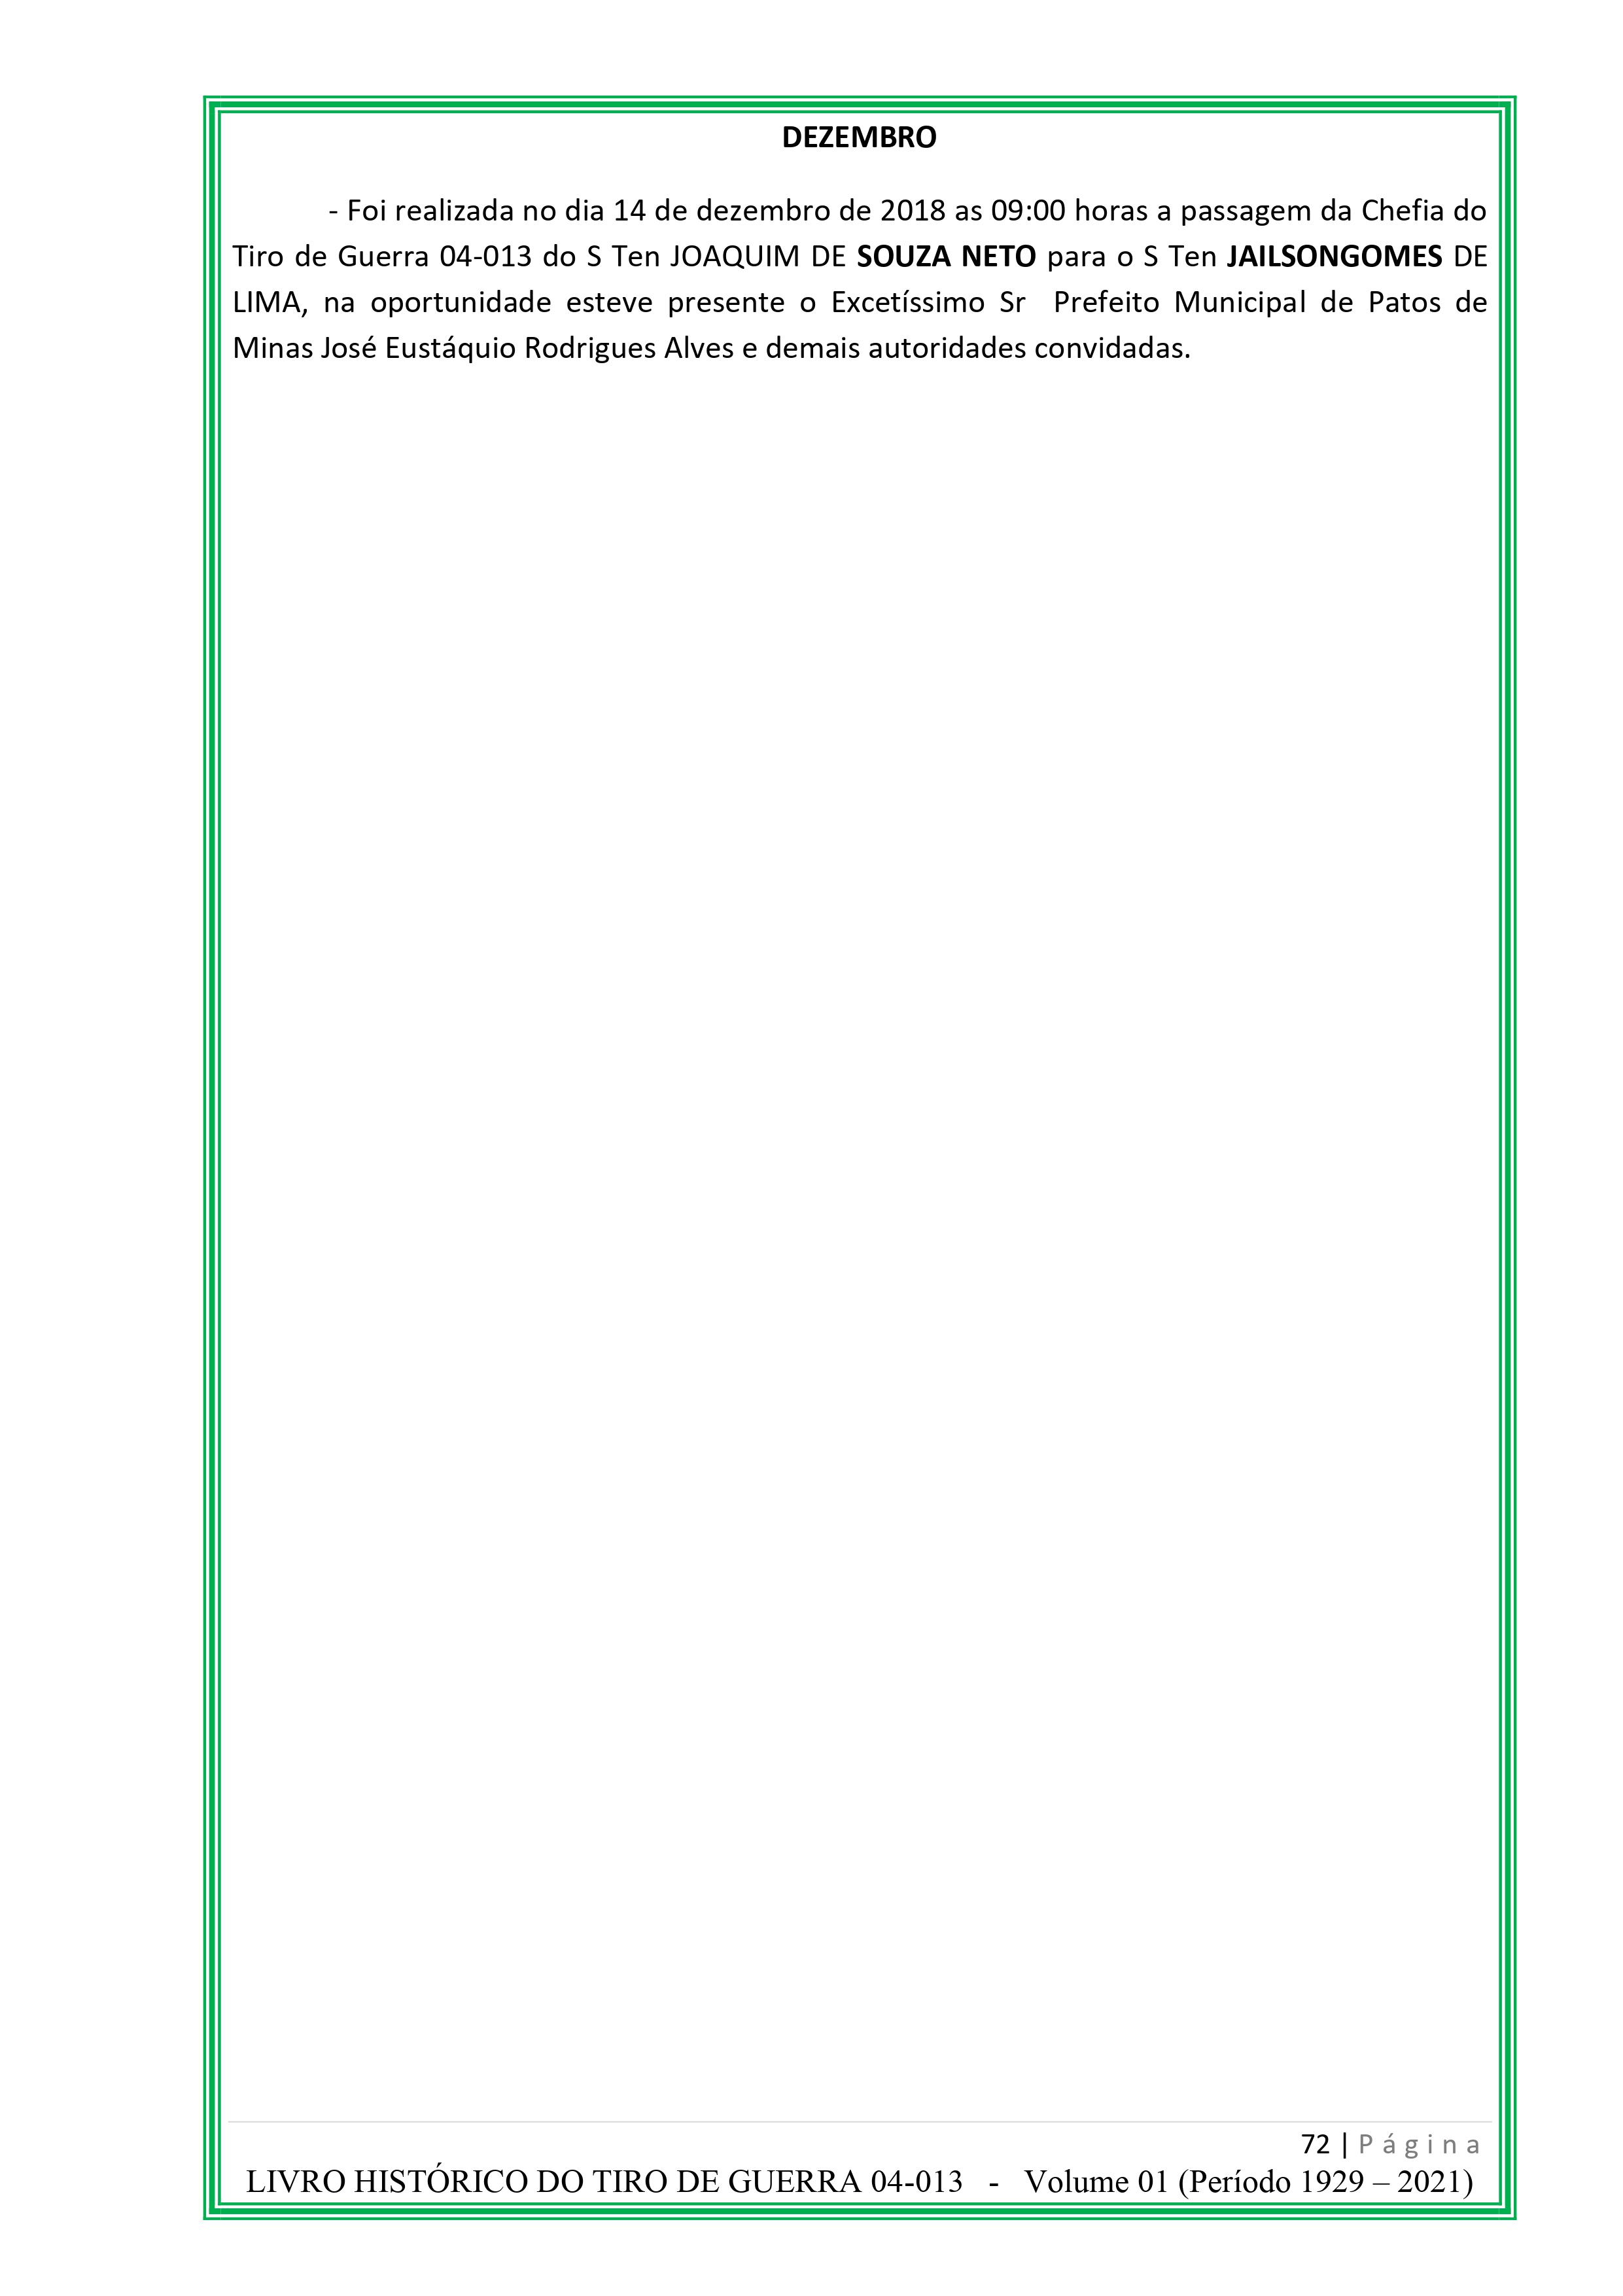 DEZEMBRO
- Foi realizada no dia 14 de dezembro de 2018 as 09:00 horas a passagem da Chefia do
Tiro de Guerra 04-013 do S Ten JOAQUIM DE SOUZA NETO para o S Ten JAILSONGOMES DE
LIMA, na oportunidade esteve presente o Excetíssimo Sr  Prefeito Municipal de Patos de
Minas José Eustáquio Rodrigues Alves e demais autoridades convidadas.
72 | Página
LIVRO HISTÓRICO DO TIRO DE GUERRA 04-013 - Volume 01 (Período 1929 – 2021)